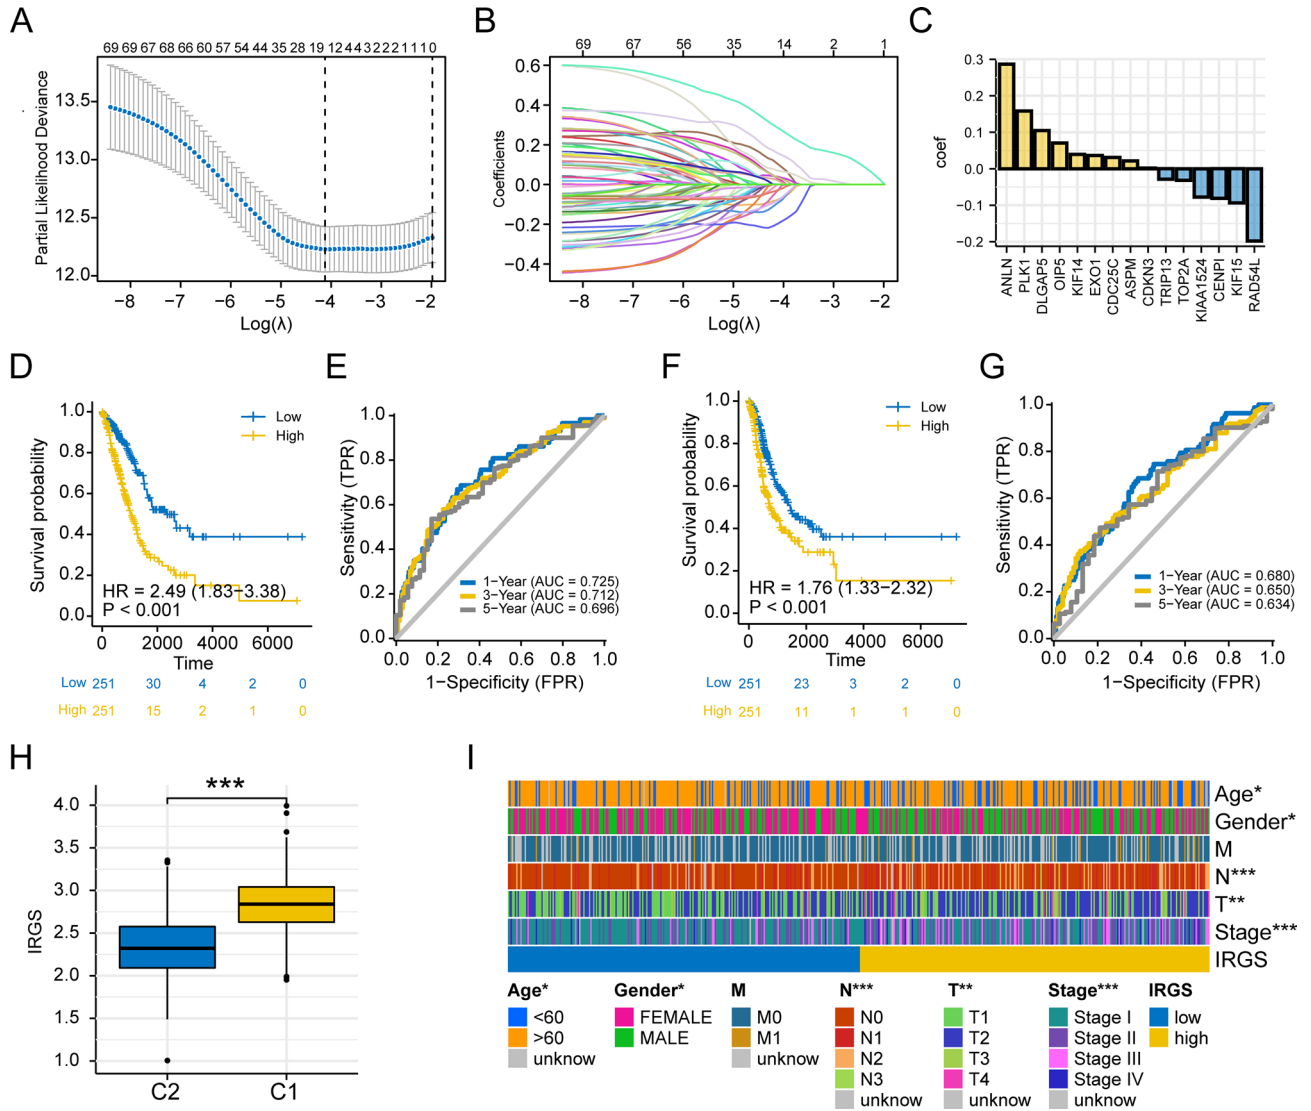 A
69 69 67 68 66 60 57 54 44 35 28 19 12 4 4 3 2 2 2 1 1 1 0
Partial Likelihood Deviance
13.5
13.0
12.5
12.0
−8 −7 −6 −5 −4 −3 −2
Log(λ)
B
69 67 56 35 14 2 1
Coefficients
0.6
0.4
0.2
0.0
−0.2
−0.4
−8 −7 −6 −5 −4 −3 −2
Log(λ)
C
coef
0.3
0.2
0.1
0.0
−0.1
−0.2
ANLN
PLK1
DLGAP5
OIP5
KIF14
EXO1
CDC25C
ASPM
CDKN3
TRIP13
TOP2A
KIAA1524
CENPI
KIF15
RAD54L
D
Survival probability
1.0
0.8
0.6
0.4
0.2
0.0
Low
High
HR = 2.49 (1.83−3.38)
P < 0.001
0 2000 4000 6000
Time
Low 251 30 4 2 0
High 251 15 2 1 0
E
Sensitivity (TPR)
1.0
0.8
0.6
0.4
0.2
0.0
1−Year (AUC = 0.725)
3−Year (AUC = 0.712)
5−Year (AUC = 0.696)
0.0 0.2 0.4 0.6 0.8 1.0
1−Specificity (FPR)
F
Survival probability
1.0
0.8
0.6
0.4
0.2
0.0
Low
High
HR = 1.76 (1.33−2.32)
P < 0.001
0 2000 4000 6000
Time
Low 251 23 3 2 0
High 251 11 1 1 0
G
Sensitivity (TPR)
1.0
0.8
0.6
0.4
0.2
0.0
1−Year (AUC = 0.680)
3−Year (AUC = 0.650)
5−Year (AUC = 0.634)
0.0 0.2 0.4 0.6 0.8 1.0
1−Specificity (FPR)
H
***
IRGS
4.0
3.5
3.0
2.5
2.0
1.5
1.0
C2 C1
I
Age*
Gender*
M
N***
T**
Stage***
IRGS
Age* Gender* M N*** T** Stage*** IRGS
<60 FEMALE M0 N0 T1 Stage I low
>60 MALE M1 N1 T2 Stage II high
unknow unknow N2 T3 Stage III
N3 T4 Stage IV
unknow unknow unknow